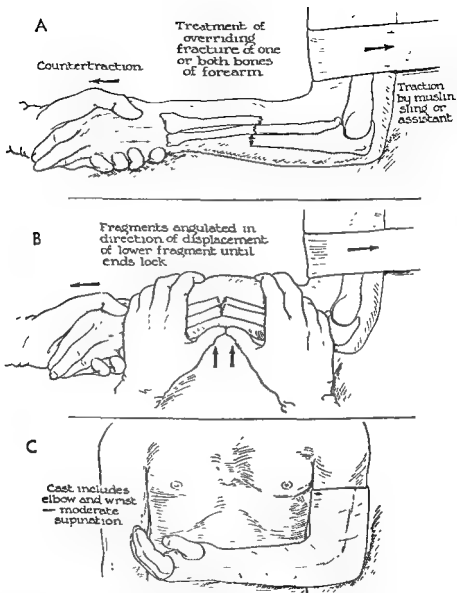 A
Treatment of
overriding
fracture of one
or both bones
of forearm
Countertraction
Traction
by muslin
sling or
assistant
B
Fragments angulated in
direction of displacement
of lower fragment until
ends lock
C
Cast includes
elbow and wrist
— moderate
supination